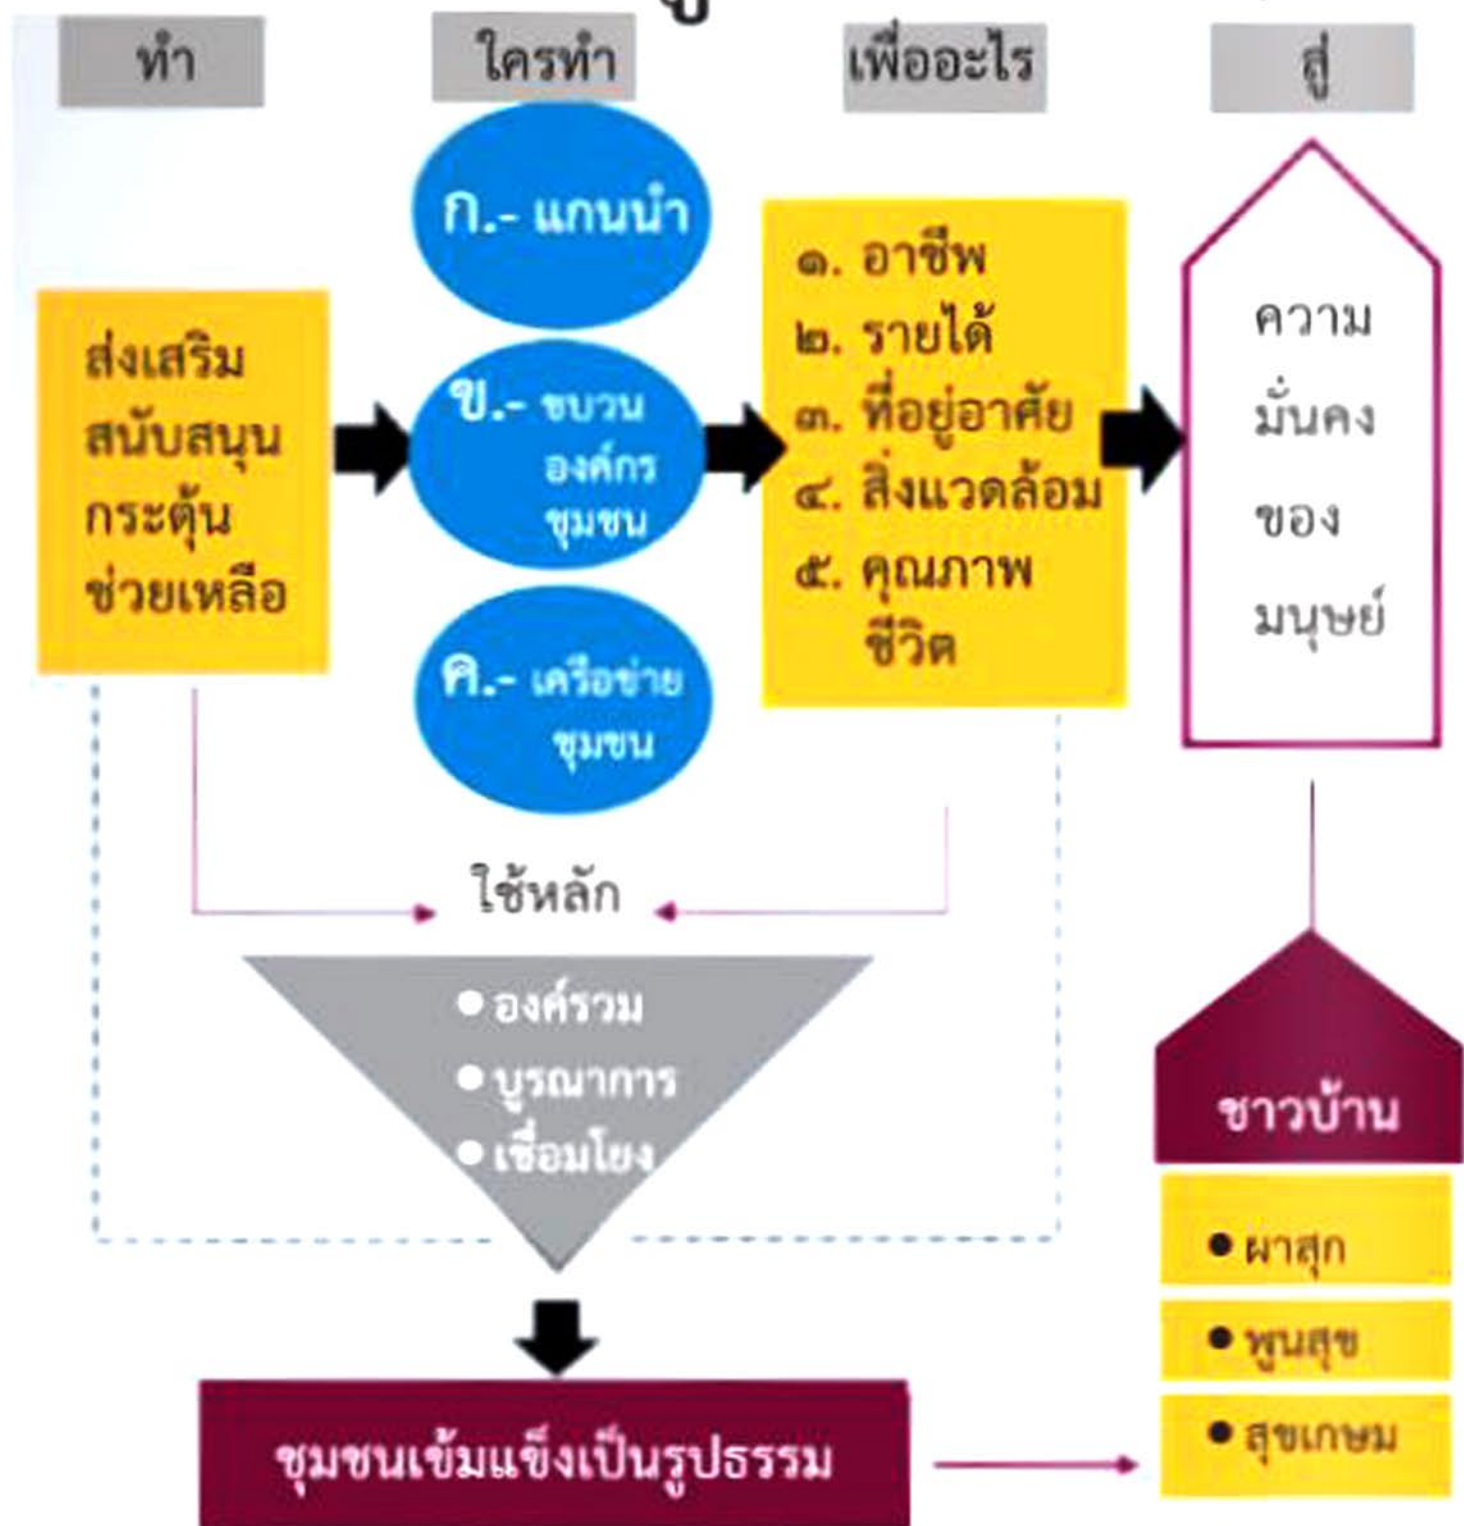 ทำ
ใครทำ
เพื่ออะไร
สู่
ส่งเสริม
สนับสนุน
กระตุ้น
ช่วยเหลือ
ก.- แกนนำ
ข.- ขบวน
องค์กร
ชุมชน
ค.- เครือข่าย
ชุมชน
๑. อาชีพ
๒. รายได้
๓. ที่อยู่อาศัย
๔. สิ่งแวดล้อม
๕. คุณภาพ
ชีวิต
ความ
มั่นคง
ของ
มนุษย์
ใช้หลัก
• องค์รวม
• บูรณาการ
• เชื่อมโยง
ชุมชนเข้มแข็งเป็นรูปธรรม
ชาวบ้าน
• ผาสุก
• พูนสุข
• สุขเกษม